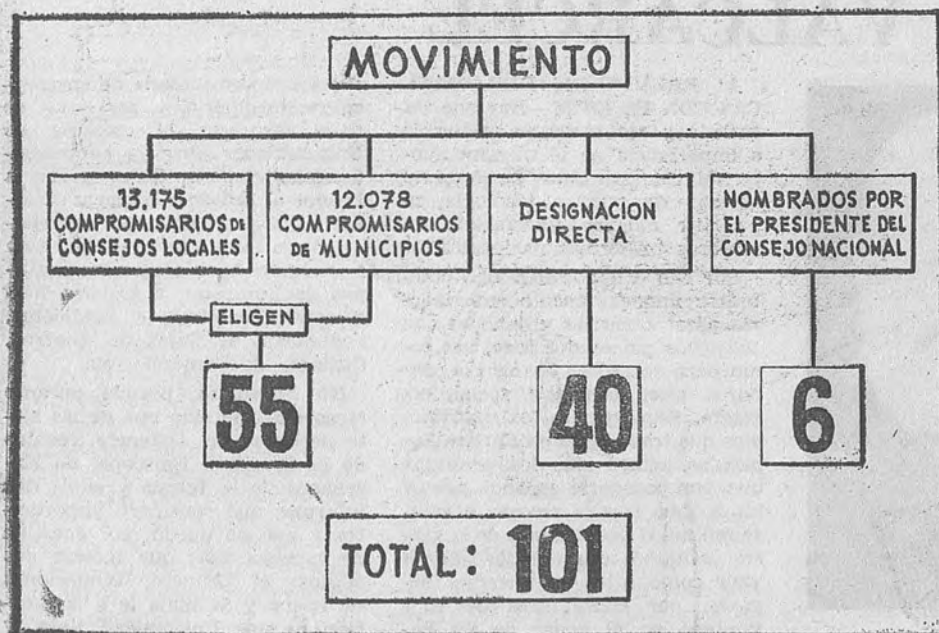 MOVIMIENTO
13.175
COMPROMISARIOS DE
CONSEJOS LOCALES
12.078
COMPROMISARIOS
DE MUNICIPIOS
DESIGNACION
DIRECTA
NOMBRADOS POR
EL PRESIDENTE DEL
CONSEJO NACIONAL
ELIGEN
55
40
6
TOTAL: 101